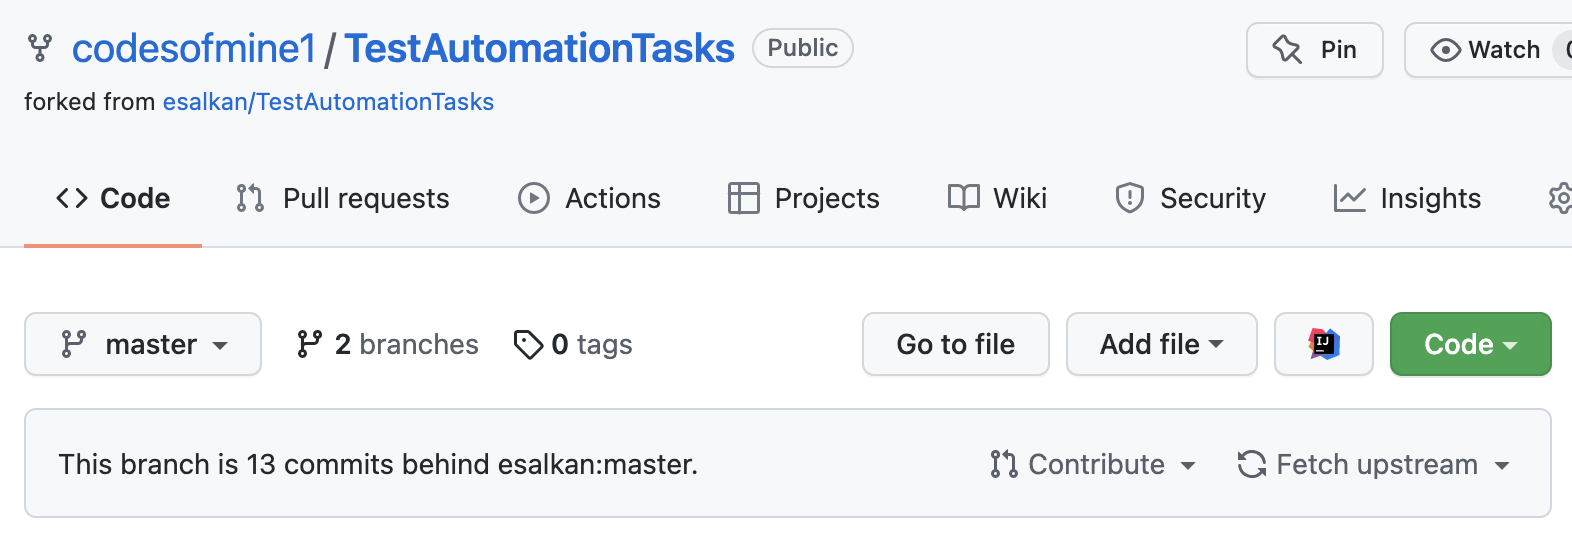 codesofmine1 / TestAutomationTasks Public Pin Watch 0
forked from esalkan/TestAutomationTasks
Code Pull requests Actions Projects Wiki Security Insights
master 2 branches 0 tags Go to file Add file IJ Code
This branch is 13 commits behind esalkan:master. Contribute Fetch upstream